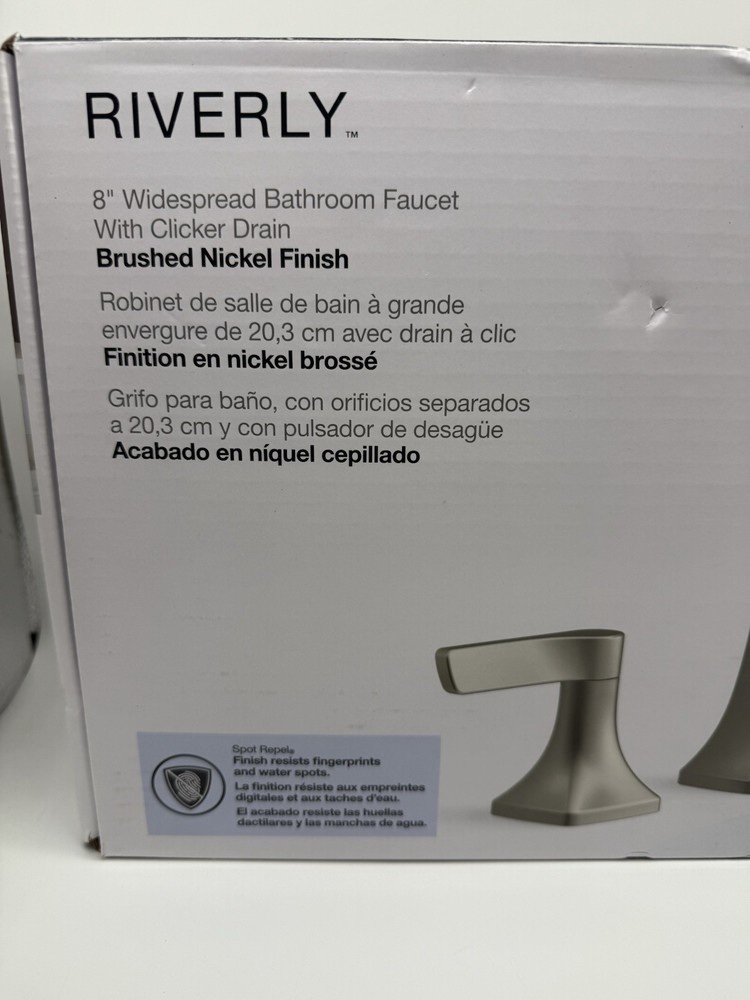 RIVERLY™
8" Widespread Bathroom Faucet
With Clicker Drain
Brushed Nickel Finish
Robinet de salle de bain à grande
envergure de 20,3 cm avec drain à clic
Finition en nickel brossé
Grifo para baño, con orificios separados
a 20,3 cm y con pulsador de desagüe
Acabado en níquel cepillado
Spot Repel®
Finish resists fingerprints
and water spots.
La finition résiste aux empreintes
digitales et aux taches d'eau.
El acabado resiste las huellas
dactilares y las manchas de agua.